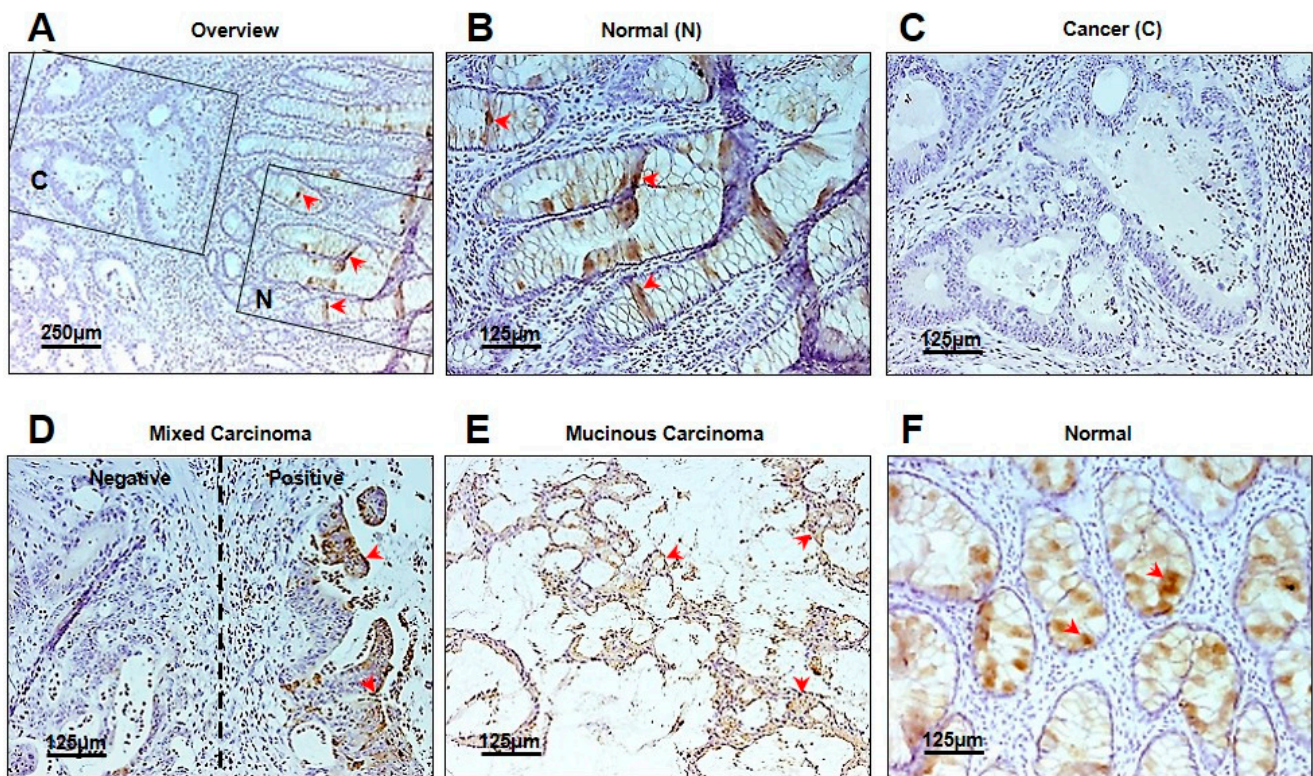 A Overview
B Normal (N)
C Cancer (C)
C
N
250µm
125µm
125µm
D Mixed Carcinoma
E Mucinous Carcinoma
F Normal
Negative Positive
125µm
125µm
125µm